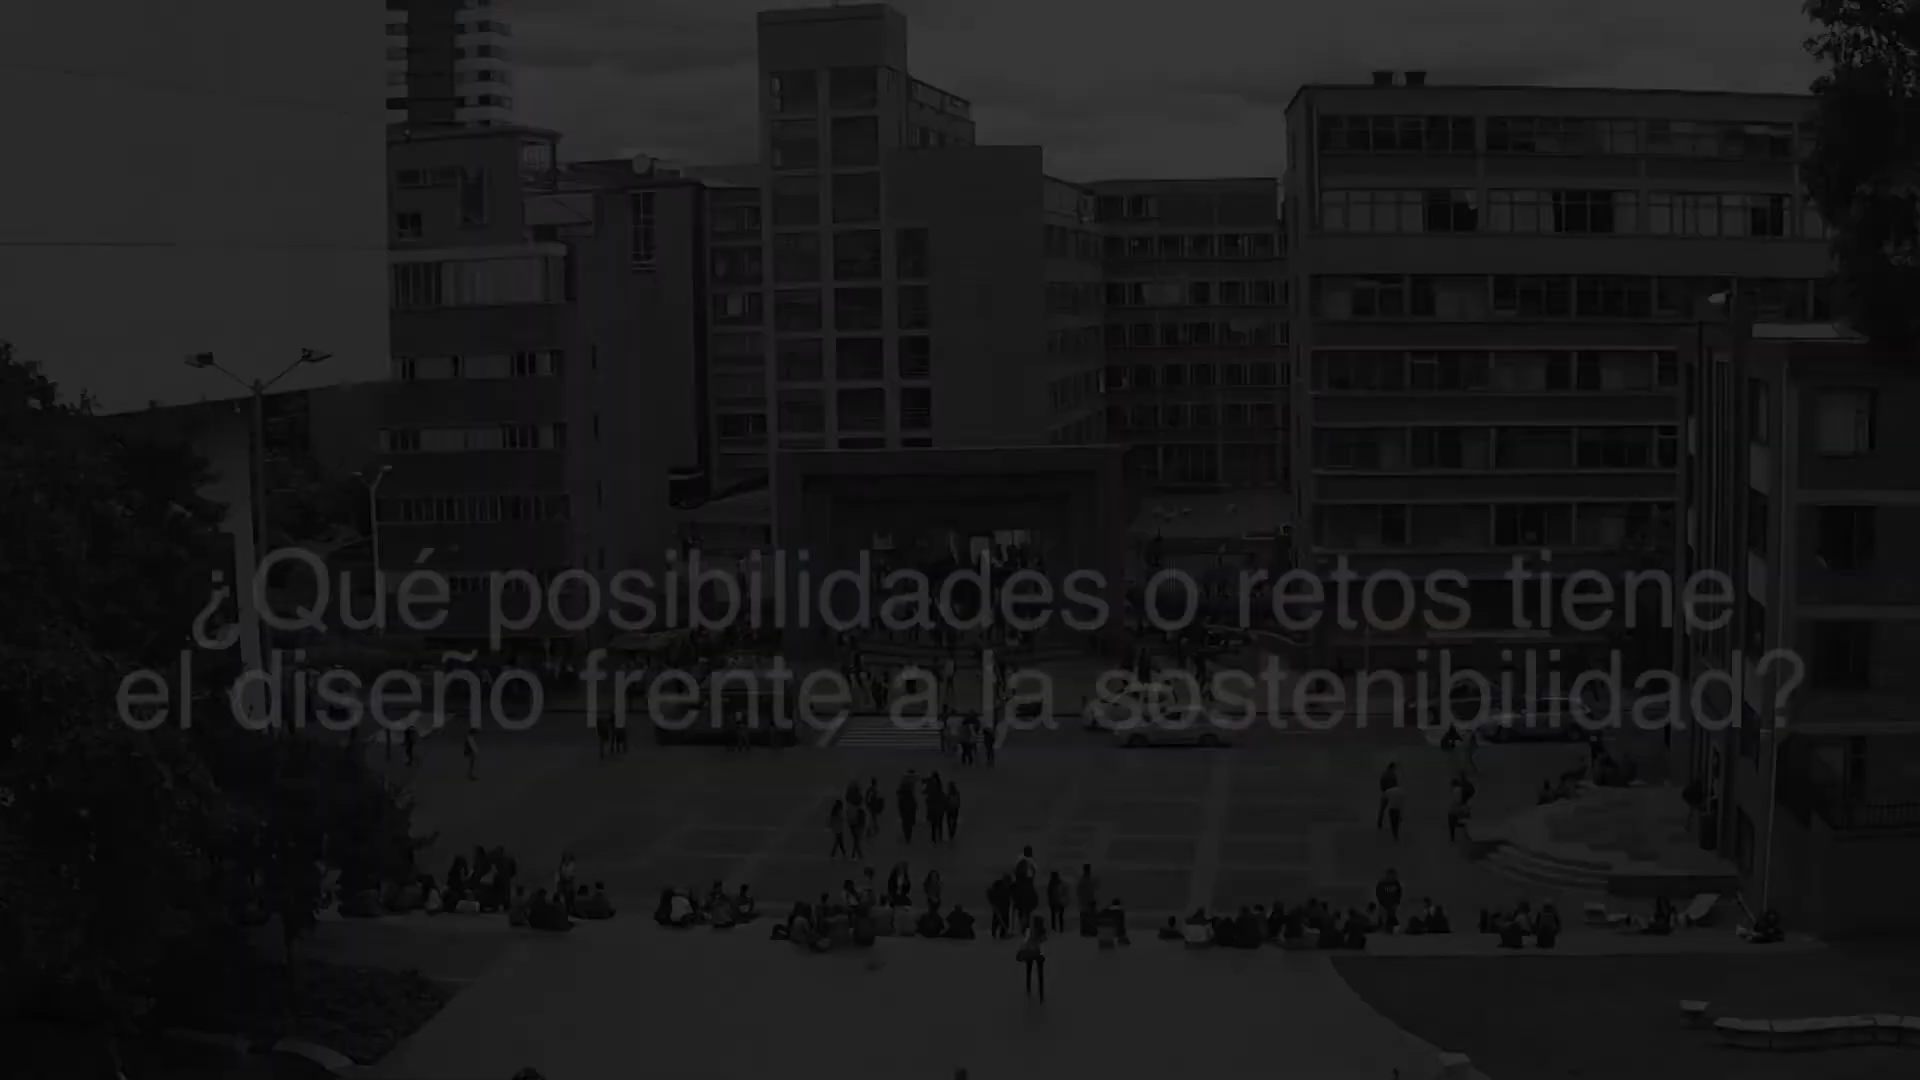 ¿Qué posibilidades o retos tiene
el diseño frente a la sostenibilidad?